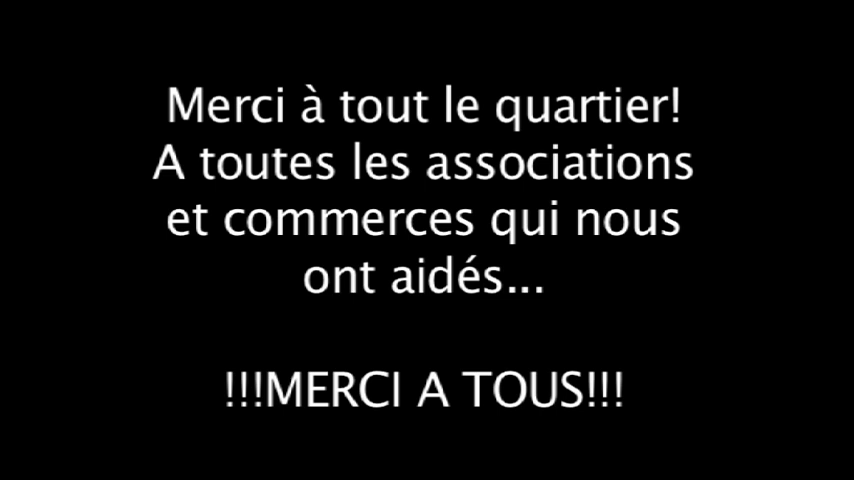 Merci à tout le quartier!
A toutes les associations
et commerces qui nous
ont aidés...
!!!MERCI A TOUS!!!